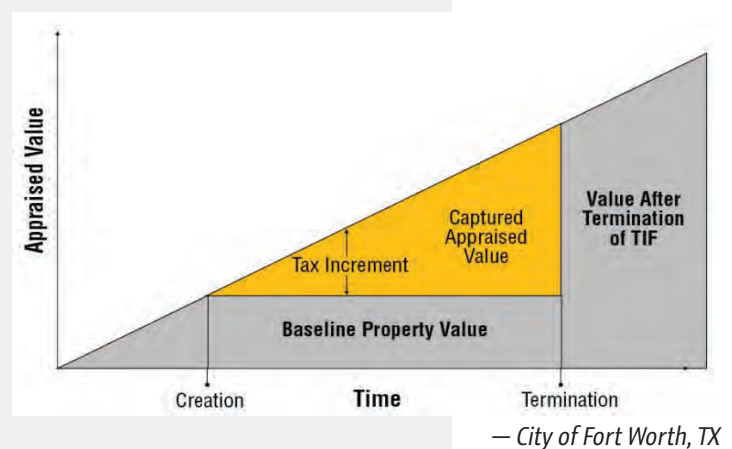 Appraised Value
Captured
Appraised
Value
Value After
Termination
of TIF
Tax Increment
Baseline Property Value
Creation
Time
Termination
— City of Fort Worth, TX